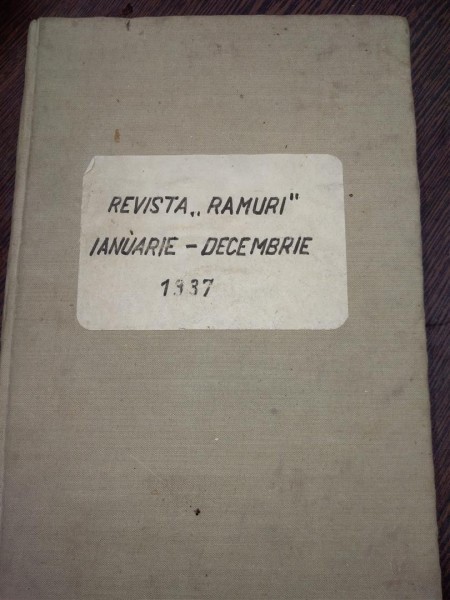 REVISTA „RAMURI"
IANUARIE - DECEMBRIE
1937